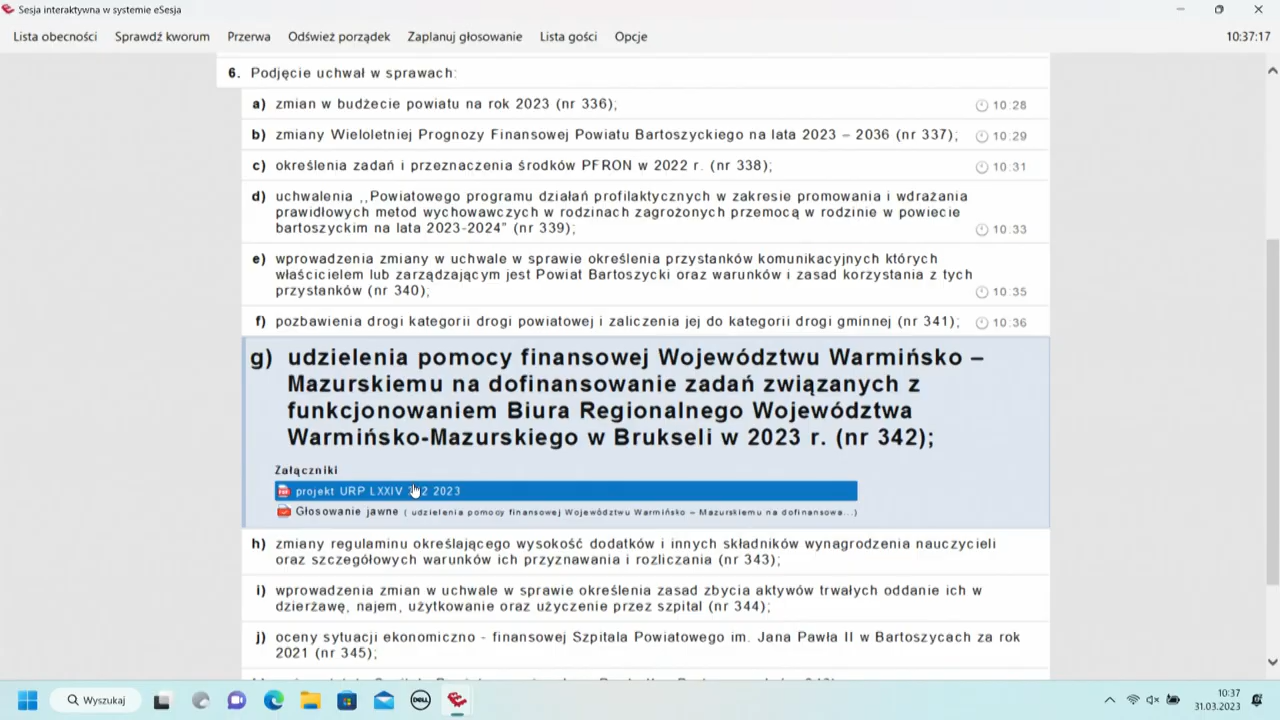 Sesja interaktywna w systemie eSesja
Lista obecności Sprawdź kworum Przerwa Odśwież porządek Zaplanuj głosowanie Lista gości Opcje 10:37:17
6. Podjęcie uchwał w sprawach:
a) zmian w budżecie powiatu na rok 2023 (nr 336); 10:28
b) zmiany Wieloletniej Prognozy Finansowej Powiatu Bartoszyckiego na lata 2023 – 2036 (nr 337); 10:29
c) określenia zadań i przeznaczenia środków PFRON w 2022 r. (nr 338); 10:31
d) uchwalenia ,,Powiatowego programu działań profilaktycznych w zakresie promowania i wdrażania
prawidłowych metod wychowawczych w rodzinach zagrożonych przemocą w rodzinie w powiecie
bartoszyckim na lata 2023-2024" (nr 339); 10:33
e) wprowadzenia zmiany w uchwale w sprawie określenia przystanków komunikacyjnych których
właścicielem lub zarządzającym jest Powiat Bartoszycki oraz warunków i zasad korzystania z tych
przystanków (nr 340); 10:35
f) pozbawienia drogi kategorii drogi powiatowej i zaliczenia jej do kategorii drogi gminnej (nr 341); 10:36
g) udzielenia pomocy finansowej Województwu Warmińsko –
Mazurskiemu na dofinansowanie zadań związanych z
funkcjonowaniem Biura Regionalnego Województwa
Warmińsko-Mazurskiego w Brukseli w 2023 r. (nr 342);
Załączniki
projekt URP LXXIV 2 2023
Głosowanie jawne ( udzielenia pomocy finansowej Województwu Warmińsko – Mazurskiemu na dofinansowa...)
h) zmiany regulaminu określającego wysokość dodatków i innych składników wynagrodzenia nauczycieli
oraz szczegółowych warunków ich przyznawania i rozliczania (nr 343);
i) wprowadzenia zmian w uchwale w sprawie określenia zasad zbycia aktywów trwałych oddanie ich w
dzierżawę, najem, użytkowanie oraz użyczenie przez szpital (nr 344);
j) oceny sytuacji ekonomiczno - finansowej Szpitala Powiatowego im. Jana Pawła II w Bartoszycach za rok
2021 (nr 345);
Wyszukaj
DELL
10:37
31.03.2023